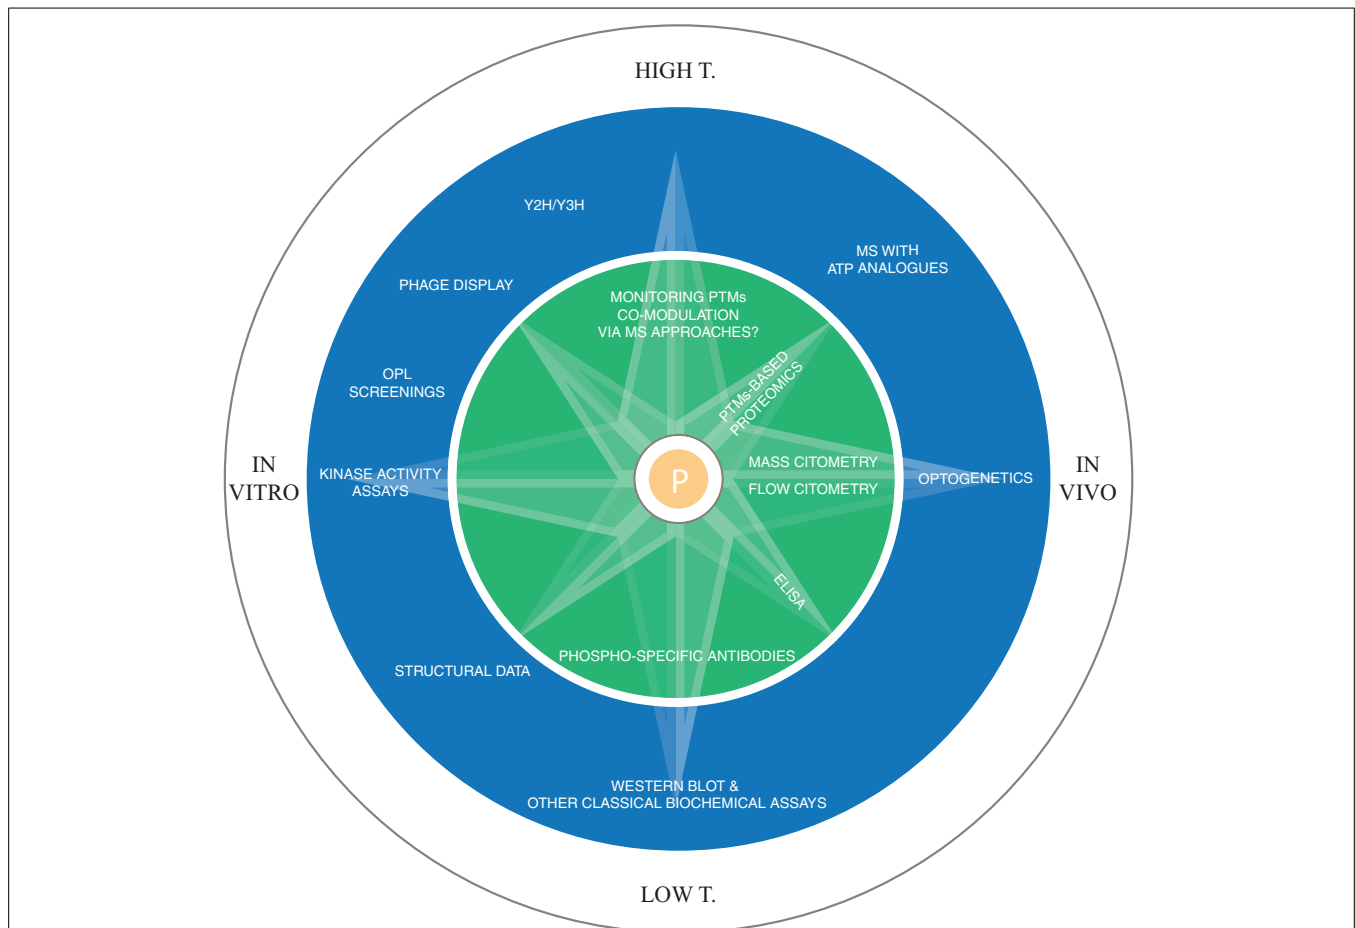 HIGH T.
Y2H/Y3H
MS WITH
ATP ANALOGUES
PHAGE DISPLAY
MONITORING PTMs
CO-MODULATION
VIA MS APPROACHES?
OPL
SCREENINGS
PTMs-BASED
PROTEOMICS
IN
VITRO
KINASE ACTIVITY
ASSAYS
P
MASS CITOMETRY
FLOW CITOMETRY
OPTOGENETICS
IN
VIVO
ELISA
PHOSPHO-SPECIFIC ANTIBODIES
STRUCTURAL DATA
WESTERN BLOT &
OTHER CLASSICAL BIOCHEMICAL ASSAYS
LOW T.